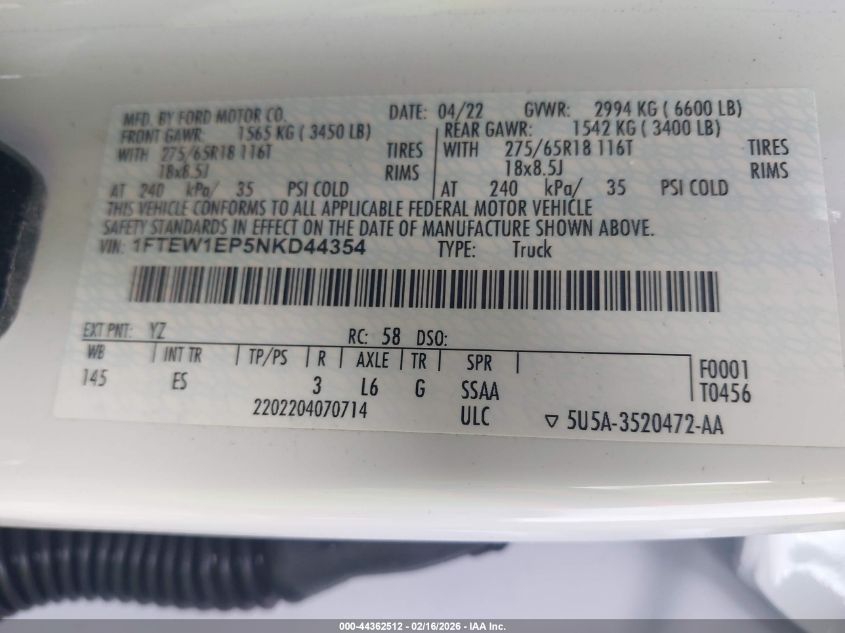 MFD. BY FORD MOTOR CO. DATE: 04/22 GVWR: 2994 KG ( 6600 LB)
FRONT GAWR: 1565 KG ( 3450 LB) REAR GAWR: 1542 KG ( 3400 LB)
WITH 275/65R18 116T TIRES WITH 275/65R18 116T TIRES
18x8.5J RIMS 18x8.5J RIMS
AT 240 kPa/ 35 PSI COLD AT 240 kPa/ 35 PSI COLD
THIS VEHICLE CONFORMS TO ALL APPLICABLE FEDERAL MOTOR VEHICLE
SAFETY STANDARDS IN EFFECT ON THE DATE OF MANUFACTURE SHOWN ABOVE.
VIN: 1FTEW1EP5NKD44354 TYPE: Truck
EXT PNT: YZ RC: 58 DSO:
WB INT TR TP/PS R AXLE TR SPR F0001
145 ES 3 L6 G SSAA T0456
2202204070714 ULC ▽ 5U5A-3520472-AA
000-44362512 - 02/16/2026 - IAA Inc.